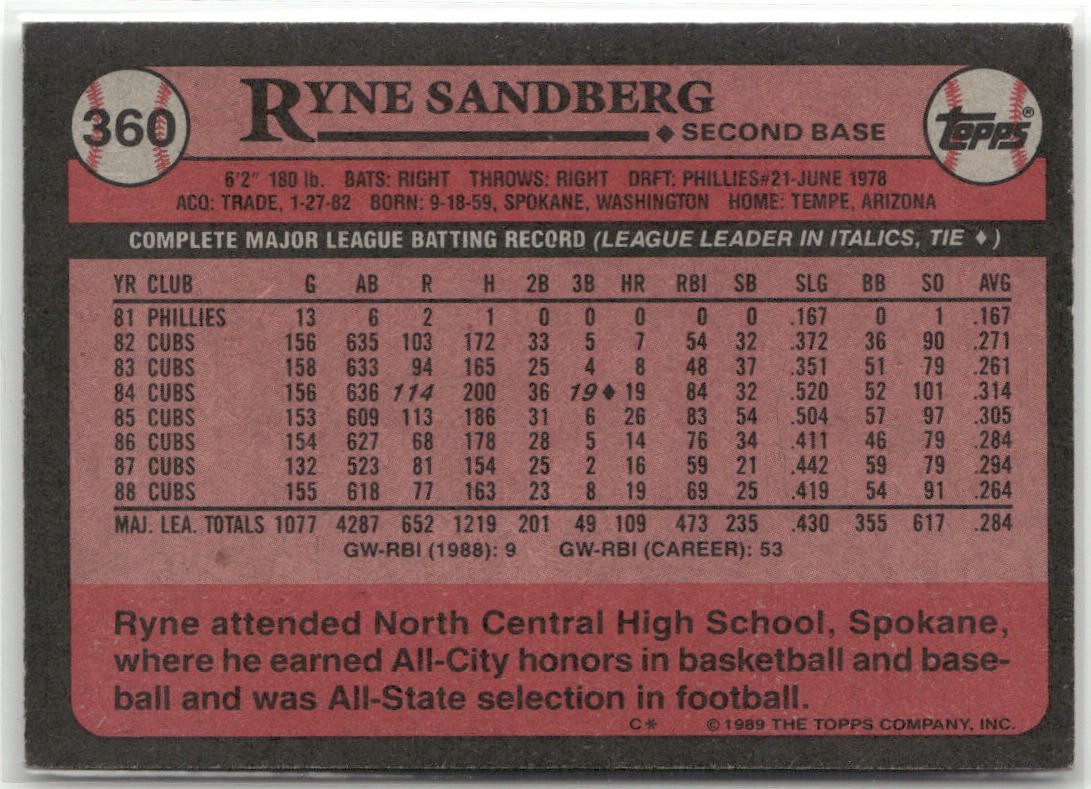 360
RYNE SANDBERG
♦ SECOND BASE
TOPPS®
6'2" 180 lb. BATS: RIGHT THROWS: RIGHT DRFT: PHILLIES#21-JUNE 1978
ACQ: TRADE, 1-27-82 BORN: 9-18-59, SPOKANE, WASHINGTON HOME: TEMPE, ARIZONA
COMPLETE MAJOR LEAGUE BATTING RECORD (LEAGUE LEADER IN ITALICS, TIE ♦)
YR CLUB G AB R H 2B 3B HR RBI SB SLG BB SO AVG
81 PHILLIES 13 6 2 1 0 0 0 0 0 .167 0 1 .167
82 CUBS 156 635 103 172 33 5 7 54 32 .372 36 90 .271
83 CUBS 158 633 94 165 25 4 8 48 37 .351 51 79 .261
84 CUBS 156 636 114 200 36 19♦ 19 84 32 .520 52 101 .314
85 CUBS 153 609 113 186 31 6 26 83 54 .504 57 97 .305
86 CUBS 154 627 68 178 28 5 14 76 34 .411 46 79 .284
87 CUBS 132 523 81 154 25 2 16 59 21 .442 59 79 .294
88 CUBS 155 618 77 163 23 8 19 69 25 .419 54 91 .264
MAJ. LEA. TOTALS 1077 4287 652 1219 201 49 109 473 235 .430 355 617 .284
GW-RBI (1988): 9 GW-RBI (CAREER): 53
Ryne attended North Central High School, Spokane,
where he earned All-City honors in basketball and base-
ball and was All-State selection in football.
C* ©1989 THE TOPPS COMPANY, INC.